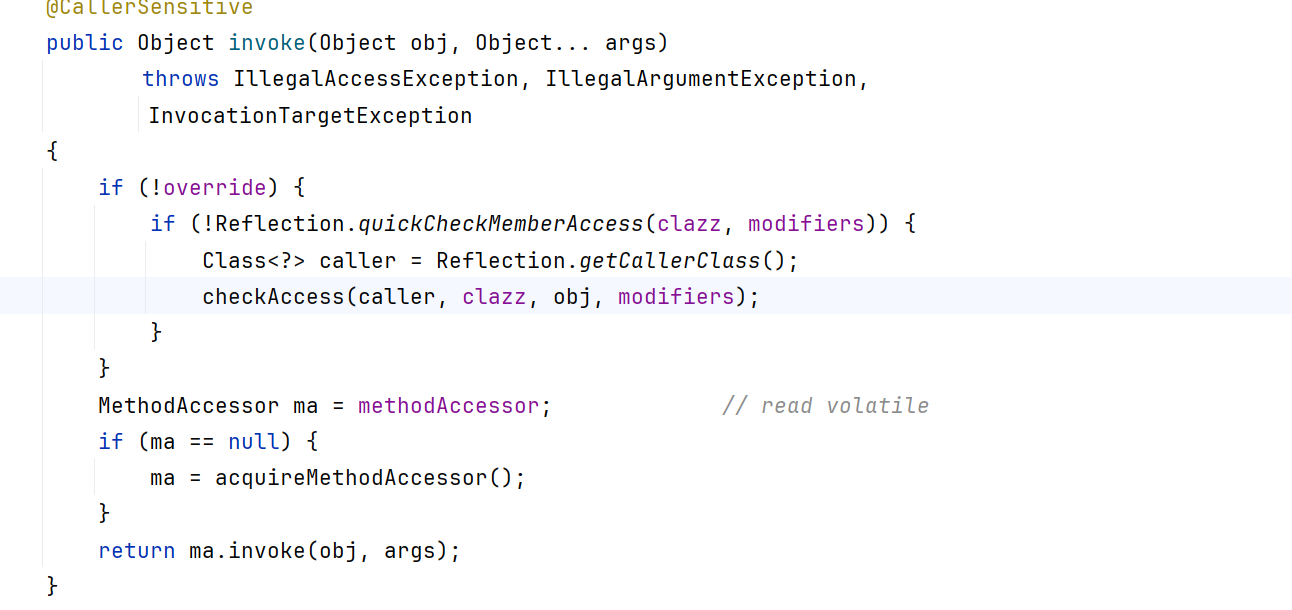 @CallerSensitive
public Object invoke(Object obj, Object... args)
        throws IllegalAccessException, IllegalArgumentException,
        InvocationTargetException
{
    if (!override) {
        if (!Reflection.quickCheckMemberAccess(clazz, modifiers)) {
            Class<?> caller = Reflection.getCallerClass();
            checkAccess(caller, clazz, obj, modifiers);
        }
    }
    MethodAccessor ma = methodAccessor;             // read volatile
    if (ma == null) {
        ma = acquireMethodAccessor();
    }
    return ma.invoke(obj, args);
}